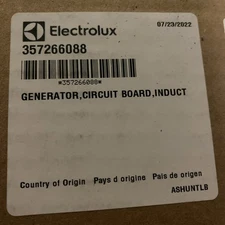 Electrolux 07/23/2022
357266088
*357266088*
GENERATOR,CIRCUIT BOARD,INDUCT
Country of Origin Pays d origine Pais de origen
ASHUNTLB